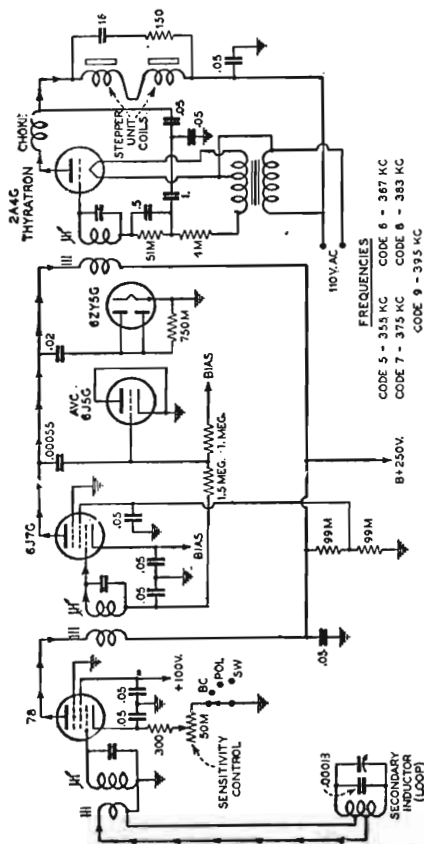 78
6J7G
2A4G
THYRATRON
CHOKE
16
150
STEPPER
UNIT
COILS
.05
.02
6ZY5G
750M
.00055
AVC
6J5G
BIAS
1.5 MEG.
1. MEG.
.5
51M
1.
1M
.05
.05
110V. AC
.05
.05
.05
BIAS
.05
.05
+100V.
300
50M
SENSITIVITY
CONTROL
BC
POL
SW
99M
99M
B+250V.
.05
.00013
SECONDARY
INDUCTOR
(LOOP)
FREQUENCIES
CODE 5 - 355 KC CODE 6 - 367 KC
CODE 7 - 375 KC CODE 8 - 383 KC
CODE 9 - 395 KC